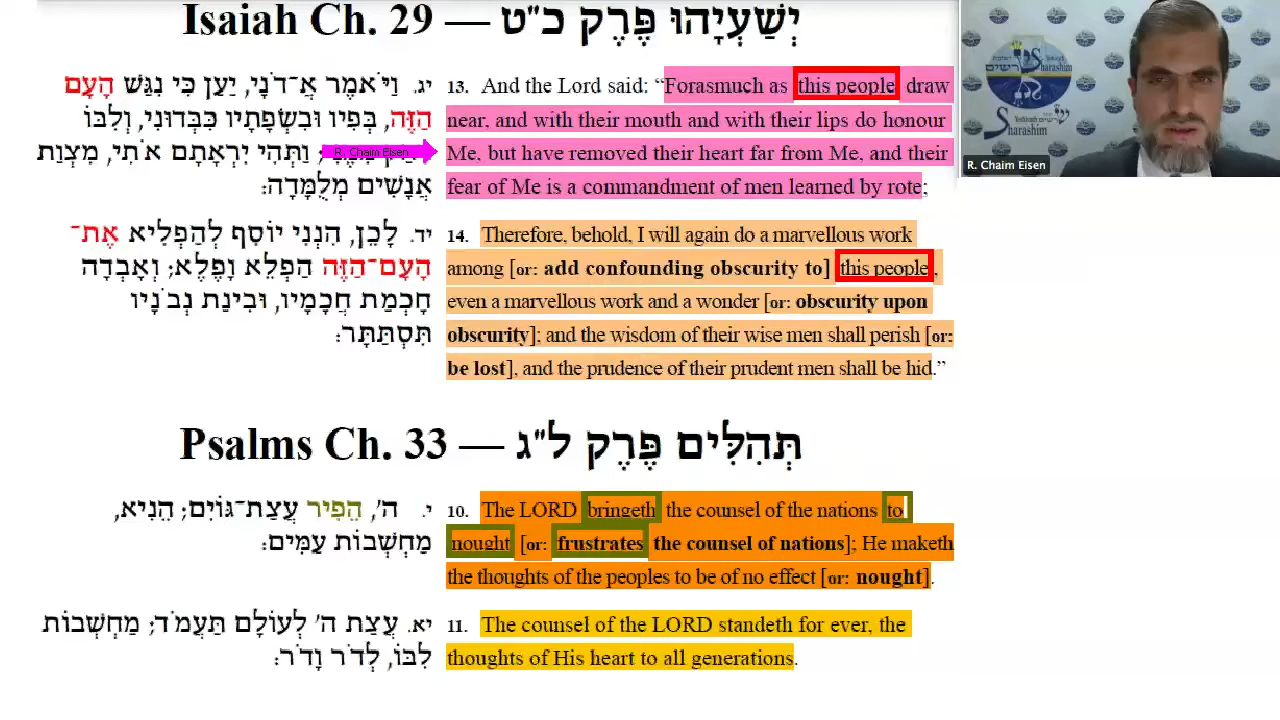 Isaiah Ch. 29 — יְשַׁעְיָהוּ פֶּרֶק כ"ט
יג. וַיֹּאמֶר אֲ־דֹנָי, יַעַן כִּי נִגַּשׁ הָעָם
הַזֶּה, בְּפִיו וּבִשְׂפָתָיו כִּבְּדוּנִי, וְלִבּוֹ
וַתְּהִי יִרְאָתָם אֹתִי, מִצְוַת
אֲנָשִׁים מְלֻמָּדָה:
13. And the Lord said: “Forasmuch as this people draw
near, and with their mouth and with their lips do honour
Me, but have removed their heart far from Me, and their
fear of Me is a commandment of men learned by rote;
R. Chaim Eisen
יד. לָכֵן, הִנְנִי יוֹסִף לְהַפְלִיא אֶת־
הָעָם־הַזֶּה הַפְלֵא וָפֶלֶא; וְאָבְדָה
חָכְמַת חֲכָמָיו, וּבִינַת נְבֹנָיו
תִּסְתַּתָּר:
14. Therefore, behold, I will again do a marvellous work
among [or: add confounding obscurity to] this people,
even a marvellous work and a wonder [or: obscurity upon
obscurity]; and the wisdom of their wise men shall perish [or:
be lost], and the prudence of their prudent men shall be hid.”
Psalms Ch. 33 — תְּהִלִּים פֶּרֶק ל"ג
י. ה', הֵפִיר עֲצַת־גּוֹיִם; הֵנִיא,
מַחְשְׁבוֹת עַמִּים:
10. The LORD bringeth the counsel of the nations to
nought [or: frustrates the counsel of nations]; He maketh
the thoughts of the peoples to be of no effect [or: nought].
יא. עֲצַת ה' לְעוֹלָם תַּעֲמֹד; מַחְשְׁבוֹת
לִבּוֹ, לְדֹר וָדֹר:
11. The counsel of the LORD standeth for ever, the
thoughts of His heart to all generations.
Sharashim
Yeshivat
Sharashim
R. Chaim Eisen